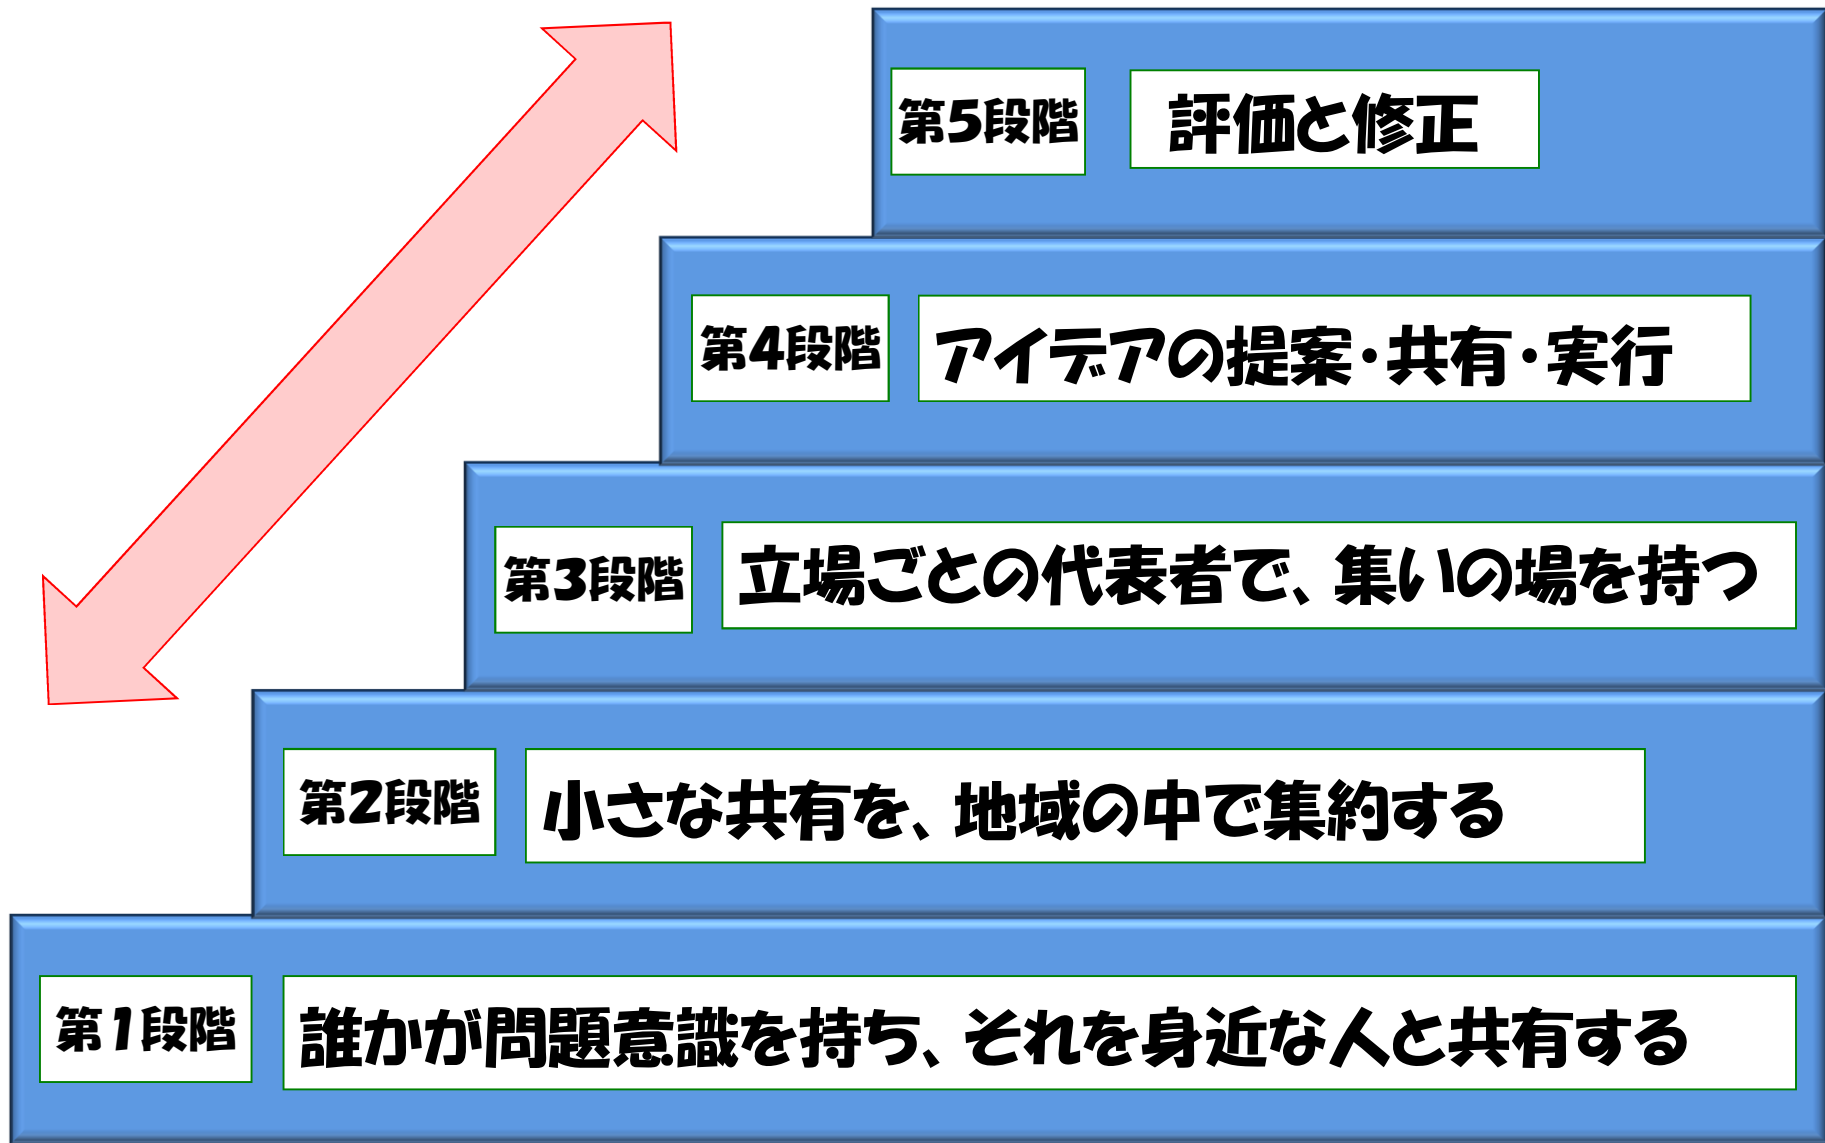 第5段階 評価と修正
第4段階 アイデアの提案・共有・実行
第3段階 立場ごとの代表者で、集いの場を持つ
第2段階 小さな共有を、地域の中で集約する
第1段階 誰かが問題意識を持ち、それを身近な人と共有する